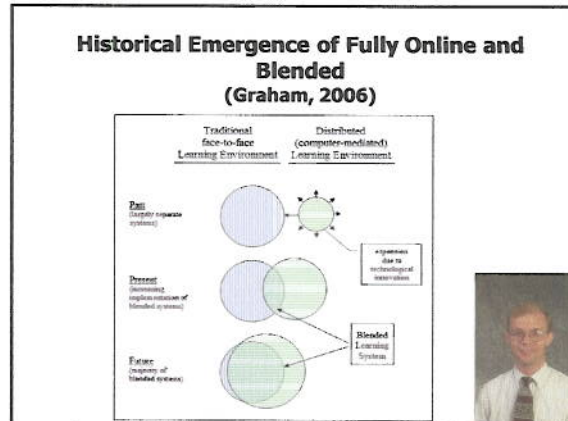 Historical Emergence of Fully Online and
Blended
(Graham, 2006)
Traditional
face-to-face
Learning Environment
Distributed
(computer-mediated)
Learning Environment
Past
(largely separate
systems)
expansion
due to
technological
innovation
Present
(increasing
implementation of
blended systems)
Blended
Learning
System
Future
(majority of
blended systems)